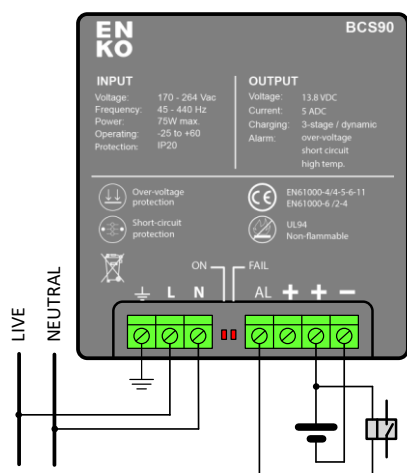 EN
KO
BCS90
INPUT
Voltage: 170 - 264 Vac
Frequency: 45 - 440 Hz
Power: 75W max.
Operating: -25 to +60
Protection: IP20
OUTPUT
Voltage: 13.8 VDC
Current: 5 ADC
Charging: 3-stage / dynamic
Alarm: over-voltage
short circuit
high temp.
Over-voltage
protection
CE
EN61000-4/4-5-6-11
EN61000-6 /2-4
Short-circuit
protection
UL94
Non-flammable
ON FAIL
L N AL + + −
LIVE
NEUTRAL